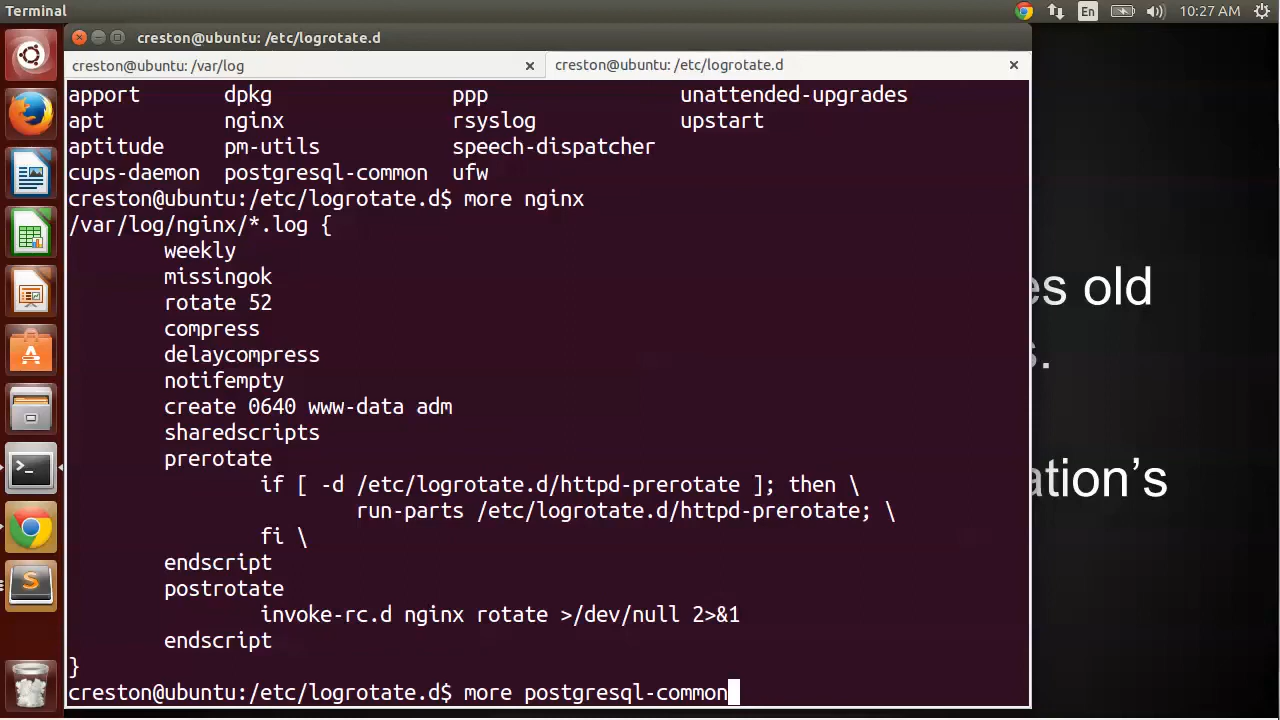 Terminal
En
10:27 AM
creston@ubuntu: /etc/logrotate.d
creston@ubuntu: /var/log
creston@ubuntu: /etc/logrotate.d
apport dpkg ppp unattended-upgrades
apt nginx rsyslog upstart
aptitude pm-utils speech-dispatcher
cups-daemon postgresql-common ufw
creston@ubuntu:/etc/logrotate.d$ more nginx
/var/log/nginx/*.log {
weekly
missingok
rotate 52
compress
delaycompress
notifempty
create 0640 www-data adm
sharedscripts
prerotate
if [ -d /etc/logrotate.d/httpd-prerotate ]; then \
run-parts /etc/logrotate.d/httpd-prerotate; \
fi \
endscript
postrotate
invoke-rc.d nginx rotate >/dev/null 2>&1
endscript
}
creston@ubuntu:/etc/logrotate.d$ more postgresql-common
es old
s.
ation’s